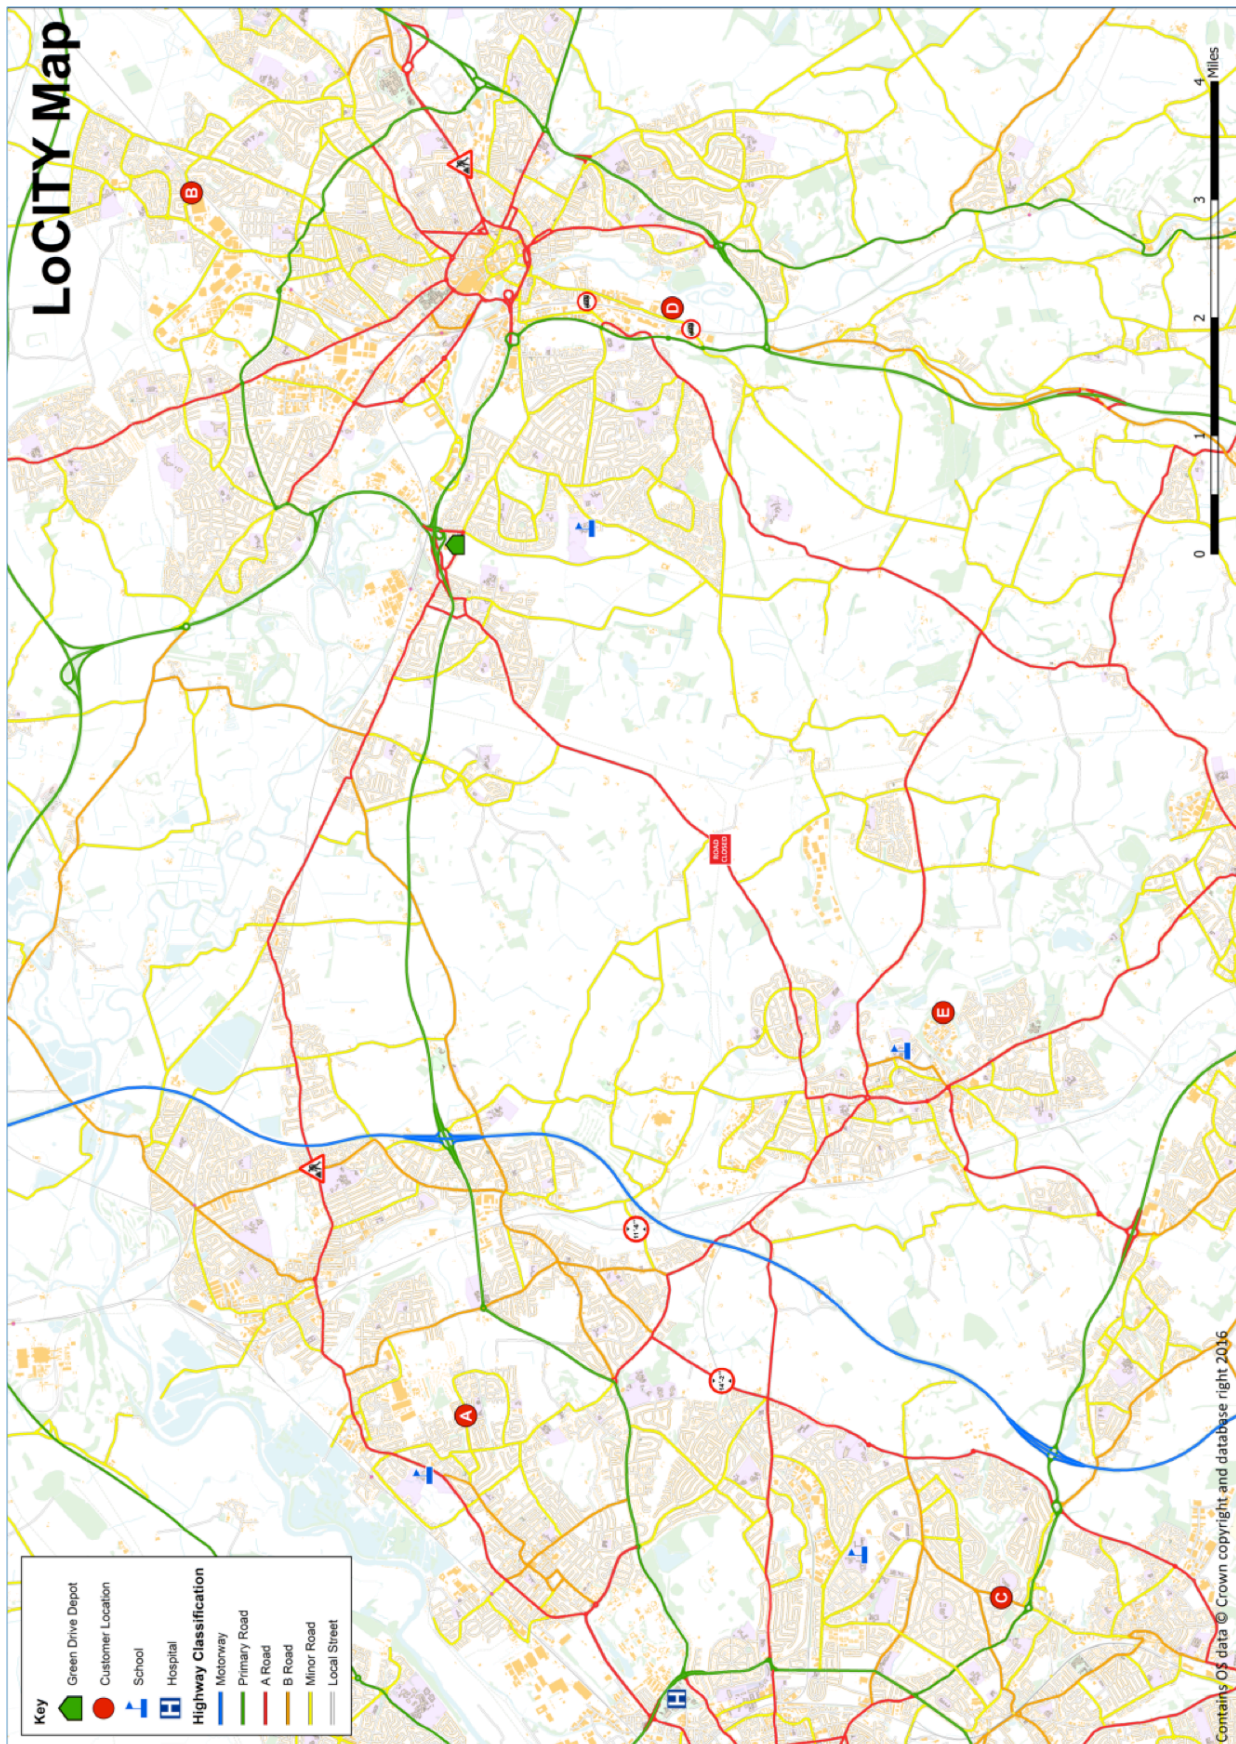 LoCITY Map
B
D
ROAD
CLOSED
E
11'-6"
A
C
H
Key
Green Drive Depot
Customer Location
School
H
Hospital
Highway Classification
Motorway
Primary Road
A Road
B Road
Minor Road
Local Street
0
1
2
3
4
Miles
Contains OS data © Crown copyright and database right 2016